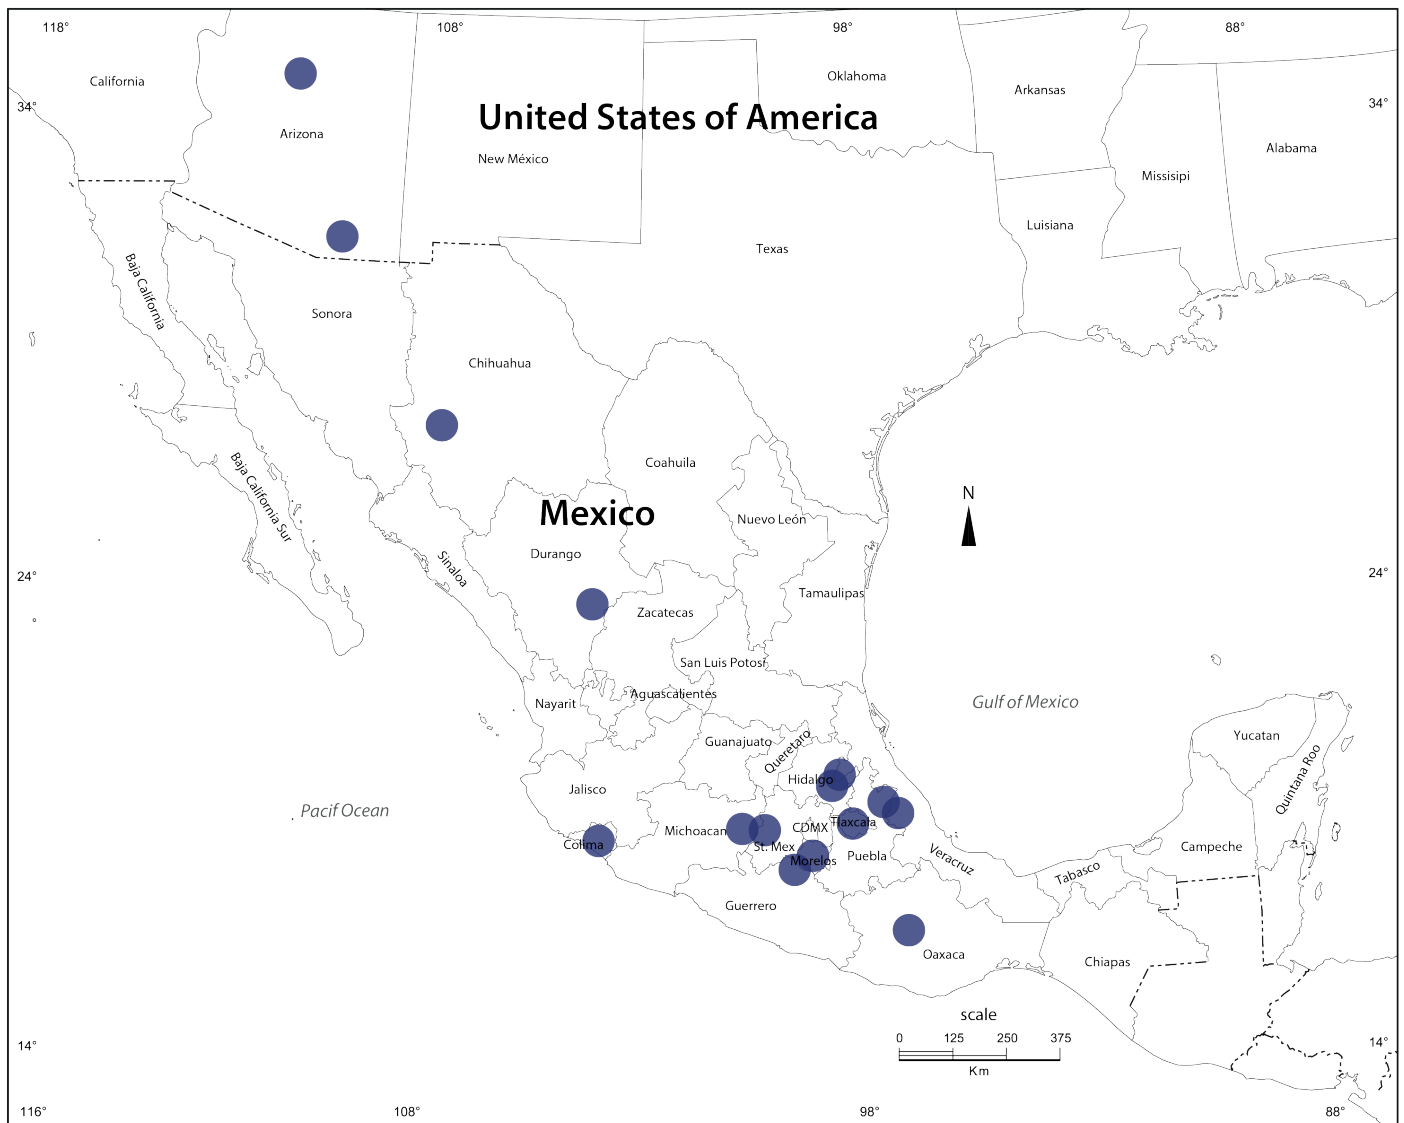 118°
108°
98°
88°
California
Oklahoma
Arkansas
34°
34°
United States of America
Arizona
New México
Alabama
Missisipi
Luisiana
Texas
Baja California
Sonora
Chihuahua
Coahuila
Baja California Sur
N
Mexico
Nuevo León
Durango
Sinaloa
24°
24°
Tamaulipas
Zacatecas
San Luis Potosí
Aguascalientes
Nayarit
Gulf of Mexico
Yucatan
Guanajuato
Queretaro
Hidalgo
Quintana Roo
Jalisco
Pacif Ocean
Tlaxcala
CDMX
Michoacan
Colima
St. Mex
Morelos
Puebla
Veracruz
Campeche
Tabasco
Guerrero
Oaxaca
Chiapas
scale
0 125 250 375
Km
14°
14°
116°
108°
98°
88°